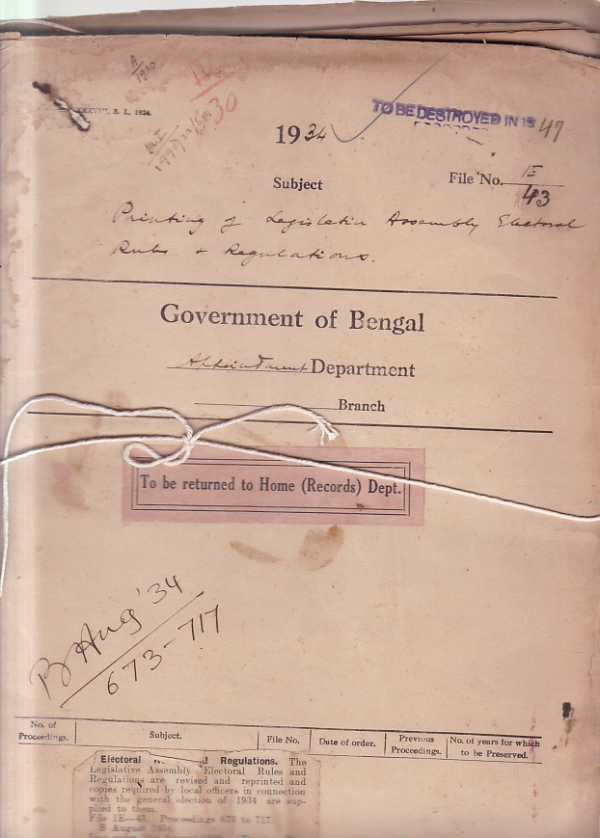 A
1930
1D
30
S. L. 1934.
TO BE DESTROYED IN 1947
1934
Subject
File No. 1E
43
Printing of Legislative Assembly Electoral
Rules & Regulations.
Government of Bengal
Appointment Department
Branch
To be returned to Home (Records) Dept.
B Aug '34
673-717
No. of Proceedings. Subject. File No. Date of order. Previous Proceedings. No. of years for which to be Preserved.
Electoral Regulations. The
Legislative Assembly Electoral Rules and
Regulations are revised and reprinted and
copies required by local officers in connection
with the general election of 1934 are sup-
plied to them.
File 1E—43, Proceedings 673 to 717.
B August 1934.